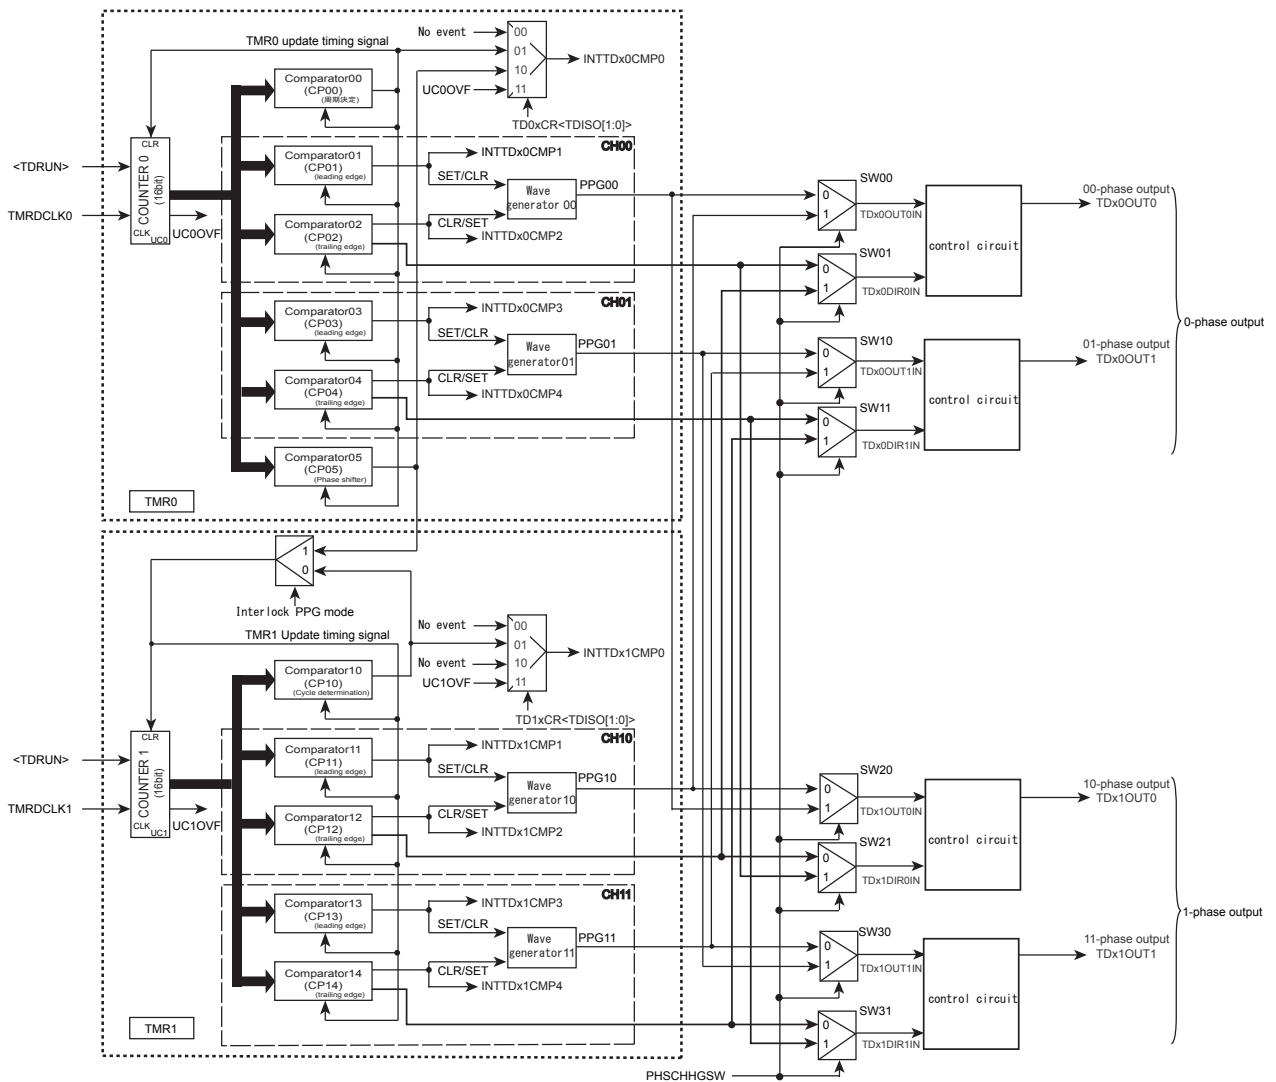 No event
00
TMR0 update timing signal
01
INTTDx0CMP0
10
UC0OVF
11
TD0xCR<TDISO[1:0]>
Comparator00
(CP00)
(周期決定)
<TDRUN>
TMRDCLK0
CLR
COUNTER 0
(16bit)
CLK
UC0
UC0OVF
CH00
Comparator01
(CP01)
(leading edge)
INTTDx0CMP1
SET/CLR
Wave
generator 00
PPG00
Comparator02
(CP02)
(trailing edge)
CLR/SET
INTTDx0CMP2
CH01
Comparator03
(CP03)
(leading edge)
INTTDx0CMP3
SET/CLR
Wave
generator01
PPG01
Comparator04
(CP04)
(trailing edge)
CLR/SET
INTTDx0CMP4
Comparator05
(CP05)
(Phase shifter)
TMR0
SW00
0
1
TDx0OUT0IN
SW01
0
1
TDx0DIR0IN
control circuit
00-phase output
TDx0OUT0
SW10
0
1
TDx0OUT1IN
SW11
0
1
TDx0DIR1IN
control circuit
01-phase output
TDx0OUT1
0-phase output
1
0
Interlock PPG mode
TMR1 Update timing signal
No event
00
01
INTTDx1CMP0
No event
10
UC1OVF
11
TD1xCR<TDISO[1:0]>
Comparator10
(CP10)
(Cycle determination)
<TDRUN>
TMRDCLK1
CLR
COUNTER 1
(16bit)
CLK
UC1
UC1OVF
CH10
Comparator11
(CP11)
(leading edge)
INTTDx1CMP1
SET/CLR
Wave
generator10
PPG10
Comparator12
(CP12)
(trailing edge)
CLR/SET
INTTDx1CMP2
CH11
Comparator13
(CP13)
(leading edge)
INTTDx1CMP3
SET/CLR
Wave
generator11
PPG11
Comparator14
(CP14)
(trailing edge)
CLR/SET
INTTDx1CMP4
TMR1
SW20
0
1
TDx1OUT0IN
SW21
0
1
TDx1DIR0IN
control circuit
10-phase output
TDx1OUT0
SW30
0
1
TDx1OUT1IN
SW31
0
1
TDx1DIR1IN
control circuit
11-phase output
TDx1OUT1
1-phase output
PHSCHHGSW